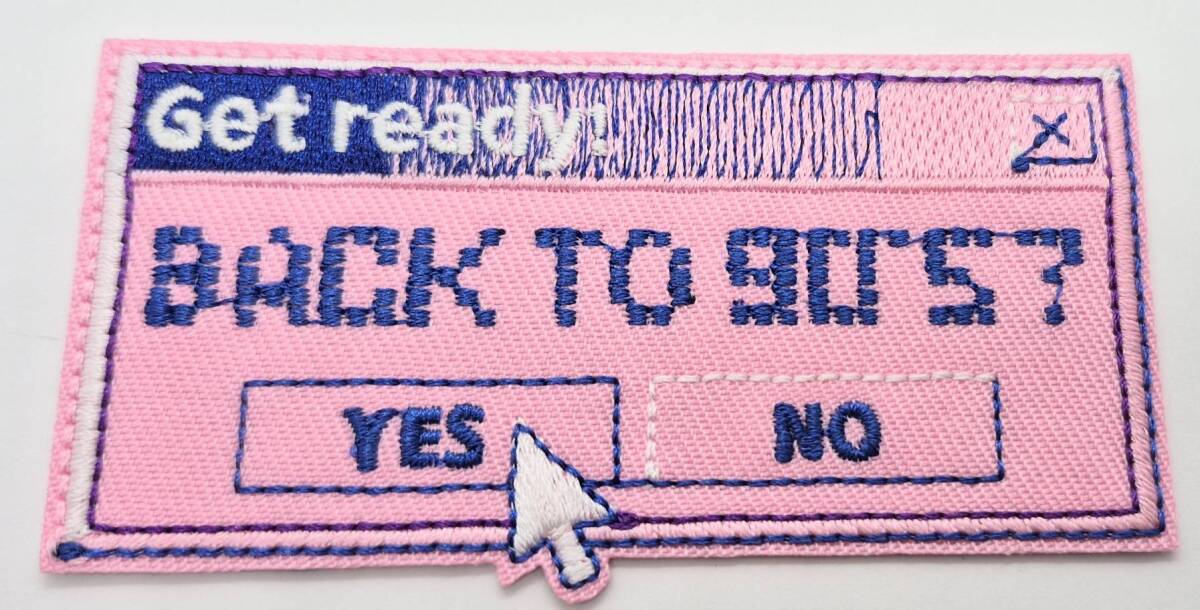 Get ready!
BACK TO 90'S?
YES NO